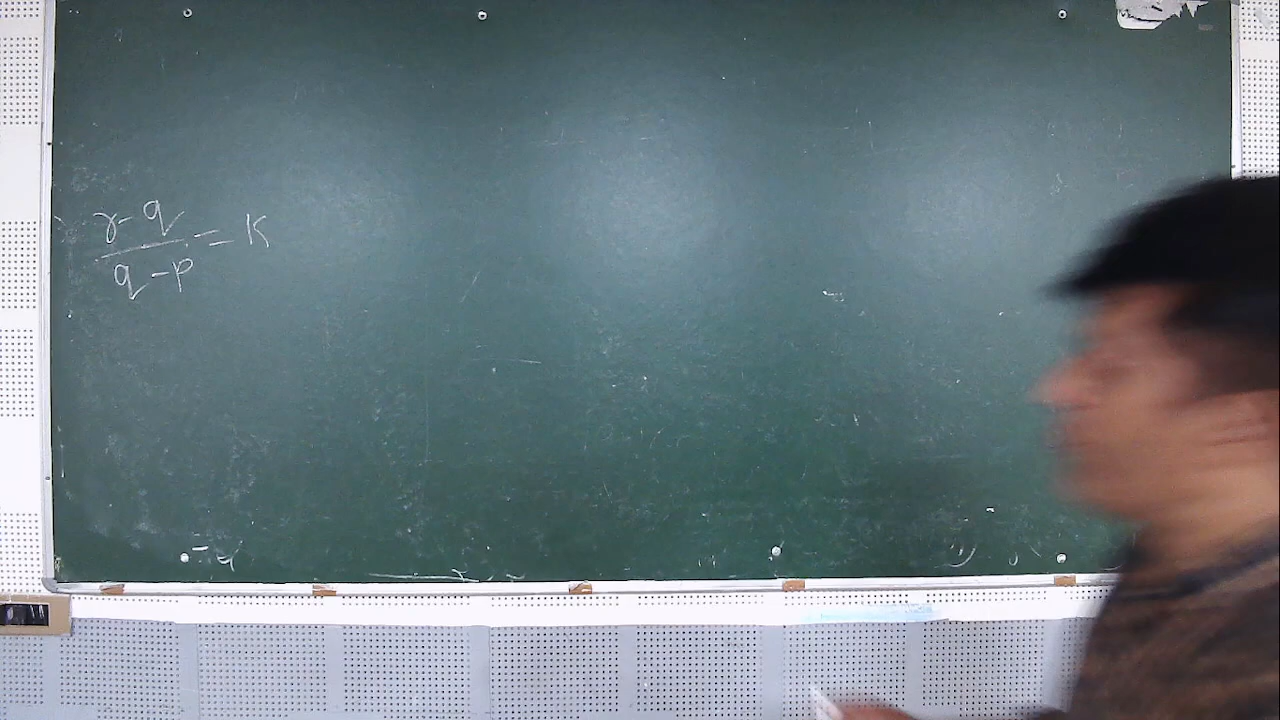 r-q
q-p = K